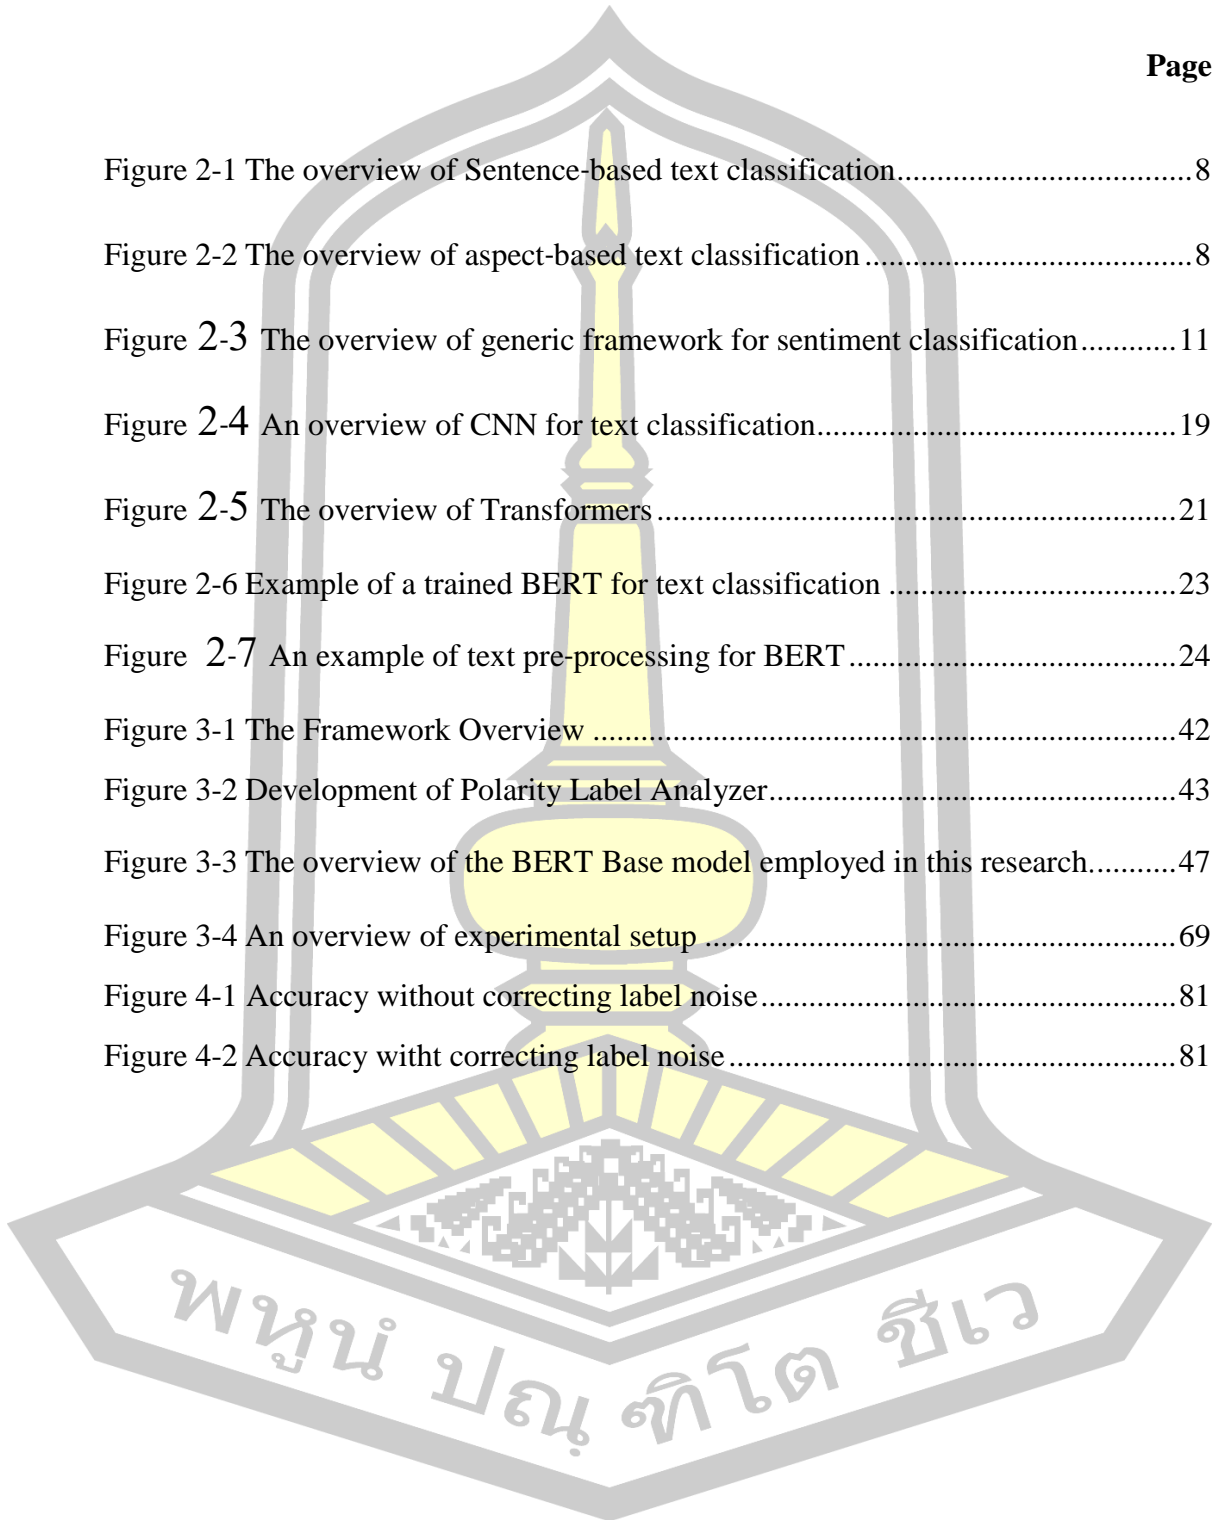 Page
Figure 2-1 The overview of Sentence-based text classification..................................8
Figure 2-2 The overview of aspect-based text classification.....................................8
Figure 2-3 The overview of generic framework for sentiment classification............11
Figure 2-4 An overview of CNN for text classification.........................................19
Figure 2-5 The overview of Transformers...........................................................21
Figure 2-6 Example of a trained BERT for text classification.................................23
Figure 2-7 An example of text pre-processing for BERT.....................................24
Figure 3-1 The Framework Overview..................................................................42
Figure 3-2 Development of Polarity Label Analyzer..............................................43
Figure 3-3 The overview of the BERT Base model employed in this research...........47
Figure 3-4 An overview of experimental setup......................................................69
Figure 4-1 Accuracy without correcting label noise...............................................81
Figure 4-2 Accuracy witht correcting label noise...................................................81
พหูนํ ปณฺฑิโต ชีเว